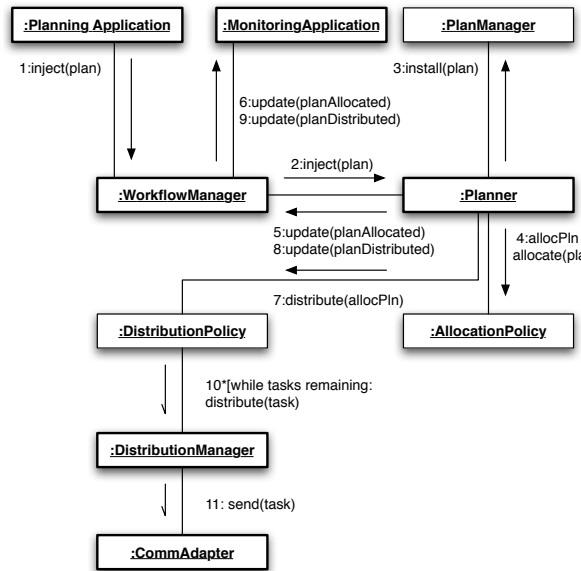 :Planning Application
:MonitoringApplication
:PlanManager
1:inject(plan)
3:install(plan)
6:update(planAllocated)
9:update(planDistributed)
2:inject(plan)
:WorkflowManager
:Planner
5:update(planAllocated)
8:update(planDistributed)
4:allocPln
7:distribute(allocPln)
:DistributionPolicy
:AllocationPolicy
10*[while tasks remaining:
distribute(task)
:DistributionManager
11: send(task)
:CommAdapter